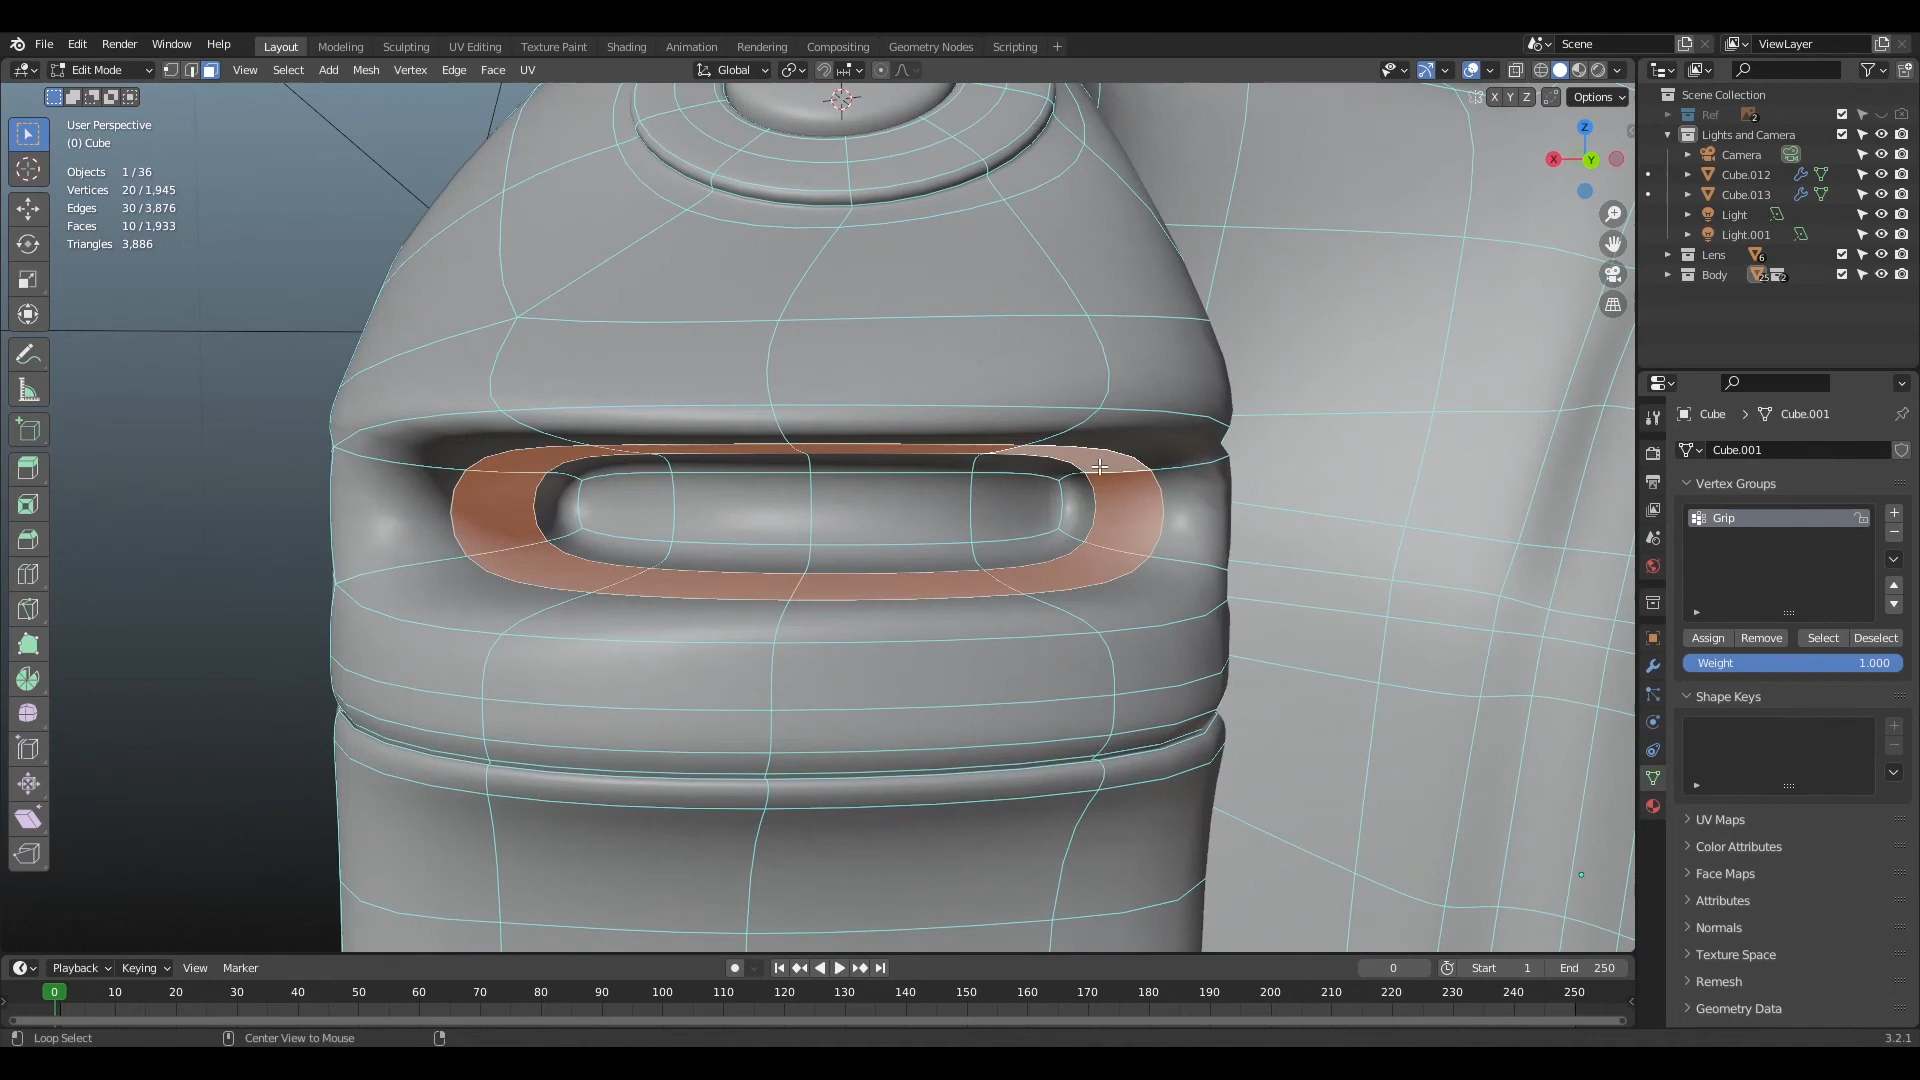 File Edit Render Window Help Layout Modeling Sculpting UV Editing Texture Paint Shading Animation Rendering Compositing Geometry Nodes Scripting + Scene ViewLayer
Edit Mode View Select Add Mesh Vertex Edge Face UV Global
X Y Z Options
User Perspective
(0) Cube
Objects 1 / 36
Vertices 20 / 1,945
Edges 30 / 3,876
Faces 10 / 1,933
Triangles 3,886
Z
X
Y
Scene Collection
Ref 2
Lights and Camera
Camera
Cube.012
Cube.013
Light
Light.001
Lens 6
Body 25 2
Cube > Cube.001
Cube.001
Vertex Groups
Grip
Assign Remove Select Deselect
Weight 1.000
Shape Keys
UV Maps
Color Attributes
Face Maps
Attributes
Normals
Texture Space
Remesh
Geometry Data
Playback Keying View Marker 0 Start 1 End 250
0 10 20 30 40 50 60 70 80 90 100 110 120 130 140 150 160 170 180 190 200 210 220 230 240 250
Loop Select Center View to Mouse 3.2.1